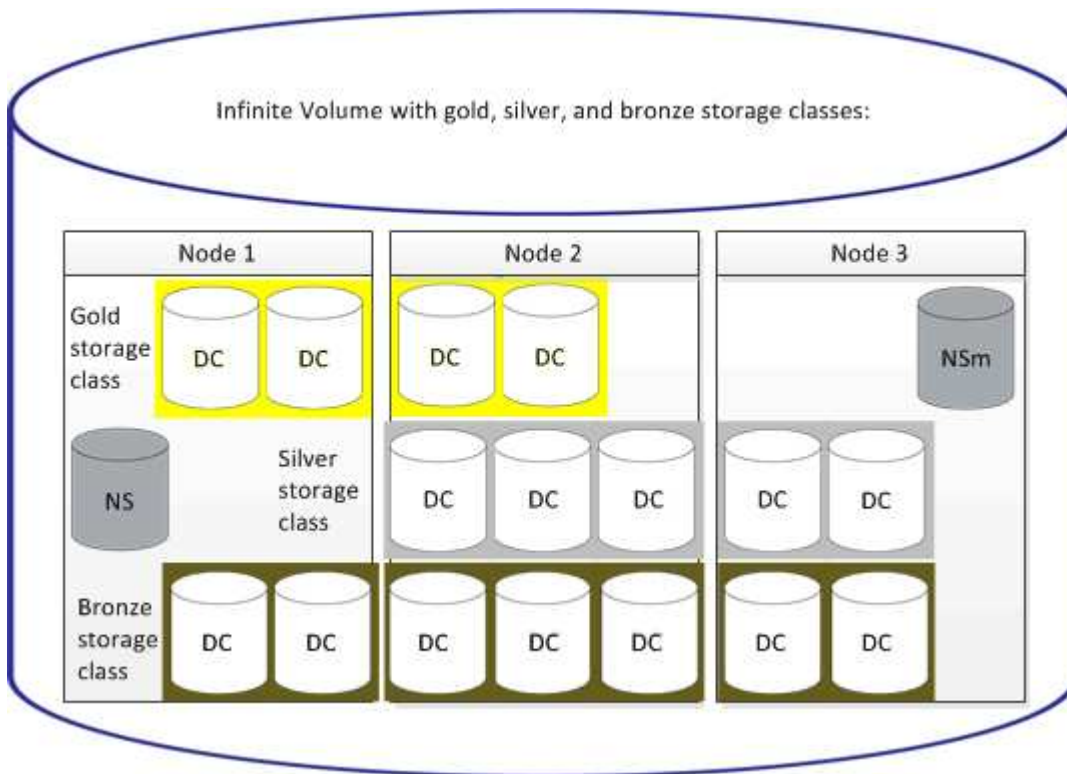 Infinite Volume with gold, silver, and bronze storage classes:
Node 1
Node 2
Node 3
Gold
storage
class
DC
DC
DC
DC
NSm
NS
Silver
storage
class
DC
DC
DC
DC
DC
Bronze
storage
class
DC
DC
DC
DC
DC
DC
DC